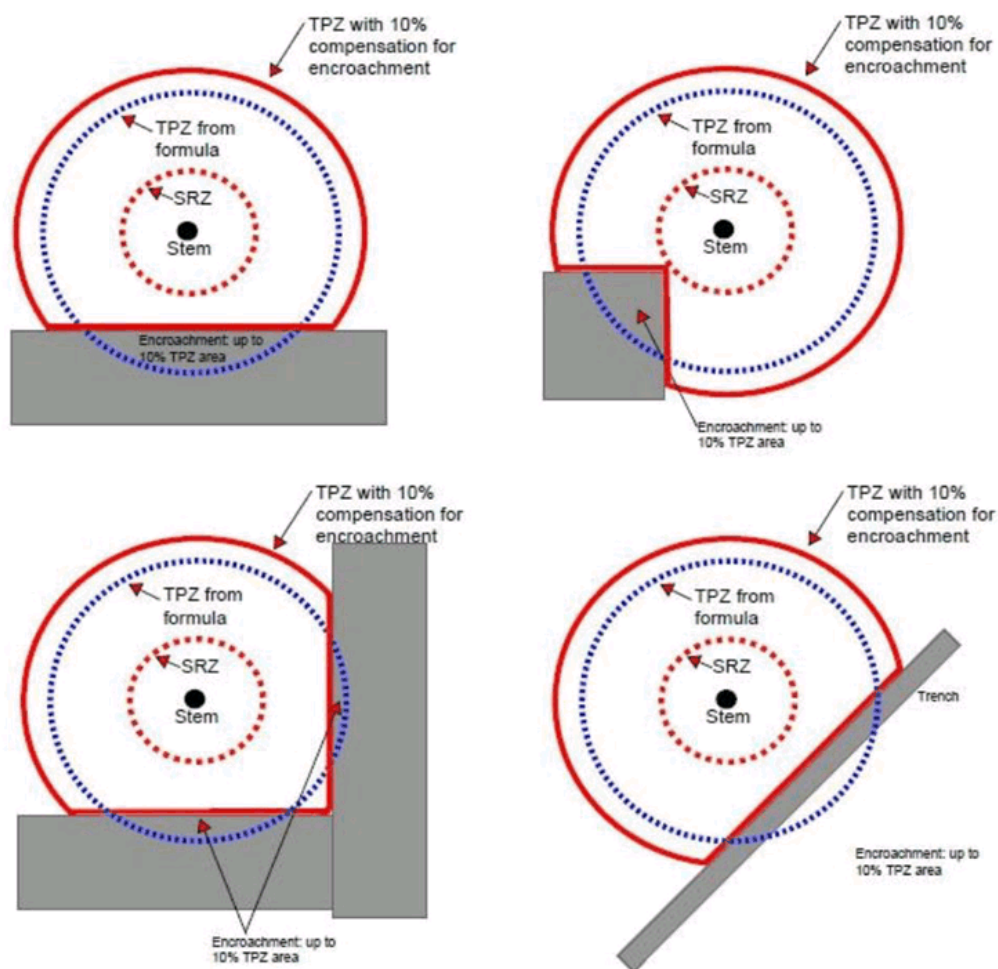 TPZ with 10%
compensation for
encroachment
TPZ from
formula
SRZ
Stem
Encroachment: up to
10% TPZ area
TPZ with 10%
compensation for
encroachment
TPZ from
formula
SRZ
Stem
Encroachment: up to
10% TPZ area
TPZ with 10%
compensation for
encroachment
TPZ from
formula
SRZ
Stem
Encroachment: up to
10% TPZ area
TPZ with 10%
compensation for
encroachment
TPZ from
formula
SRZ
Stem
Trench
Encroachment: up to
10% TPZ area